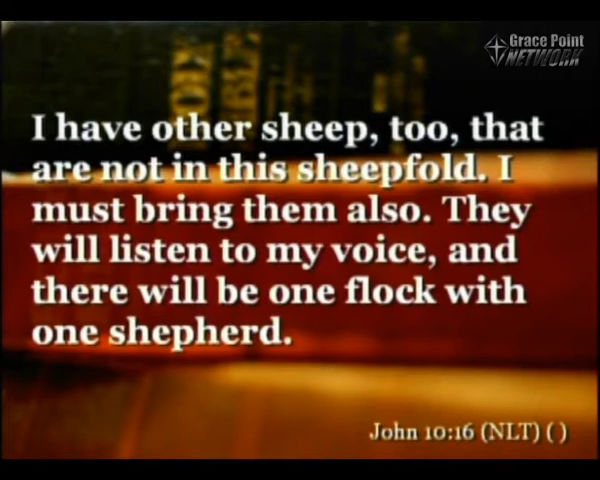 Grace Point
NETWORK
I have other sheep, too, that
are not in this sheepfold. I
must bring them also. They
will listen to my voice, and
there will be one flock with
one shepherd.
John 10:16 (NLT) ( )